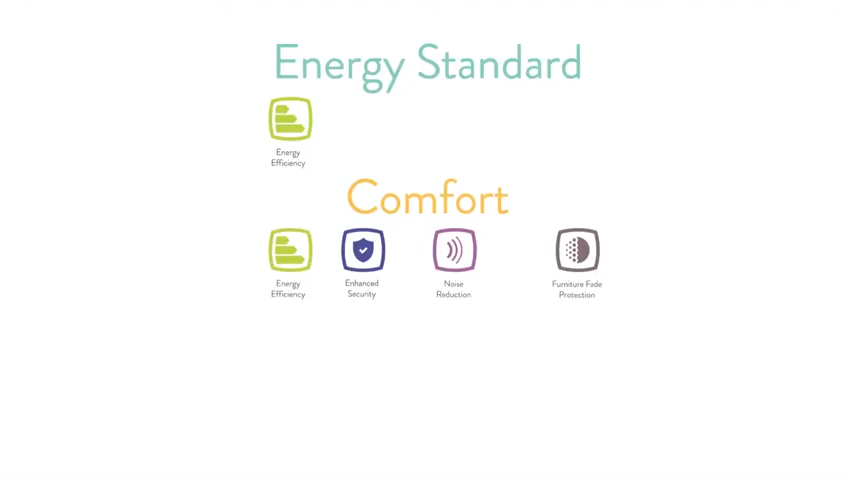 Energy Standard
Energy
Efficiency
Comfort
Energy
Efficiency
Enhanced
Security
Noise
Reduction
Furniture Fade
Protection